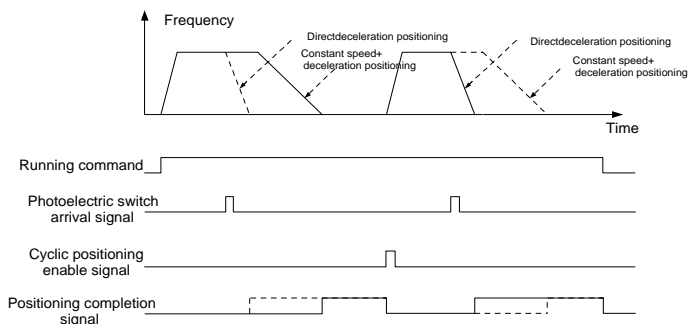 Frequency
Directdeceleration positioning
Constant speed+
deceleration positioning
Directdeceleration positioning
Constant speed+
deceleration positioning
Time
Running command
Photoelectric switch
arrival signal
Cyclic positioning
enable signal
Positioning completion
signal